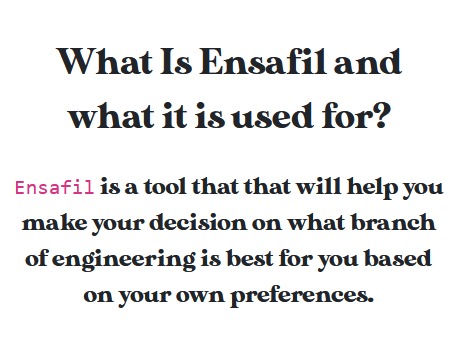 What Is Ensafil and
what it is used for?
Ensafil is a tool that that will help you
make your decision on what branch
of engineering is best for you based
on your own preferences.